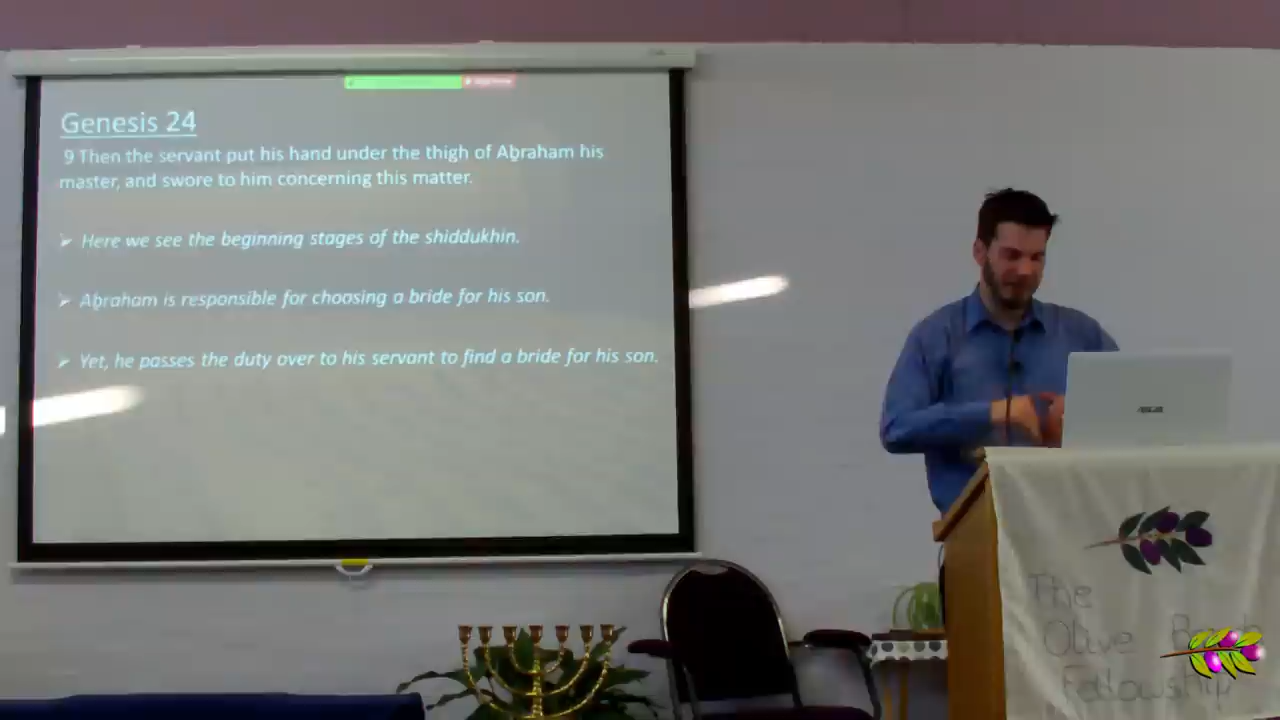 Genesis 24
9 Then the servant put his hand under the thigh of Abraham his
master, and swore to him concerning this matter.
➢ Here we see the beginning stages of the shiddukhin.
➢ Abraham is responsible for choosing a bride for his son.
➢ Yet, he passes the duty over to his servant to find a bride for his son.
ASUS
The
Olive
Fellowship